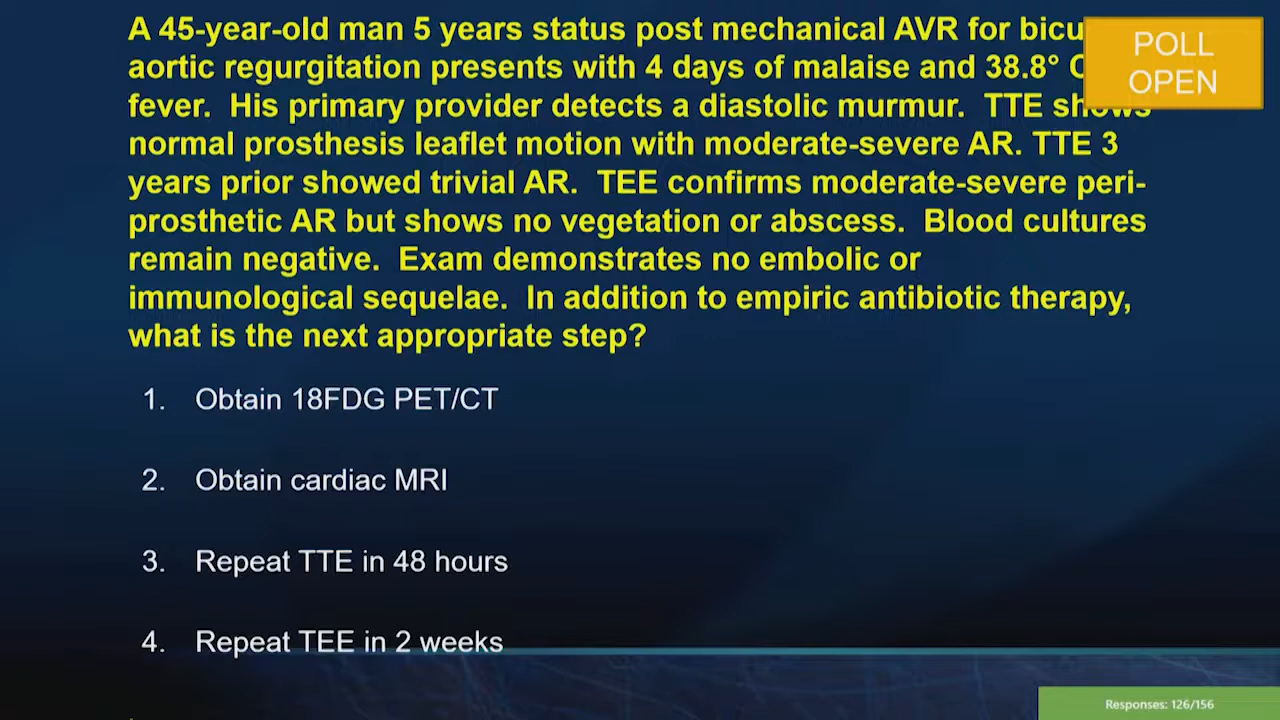 A 45-year-old man 5 years status post mechanical AVR for
aortic regurgitation presents with 4 days of malaise and 38.8°
fever. His primary provider detects a diastolic murmur. TTE shows
normal prosthesis leaflet motion with moderate-severe AR. TTE 3
years prior showed trivial AR. TEE confirms moderate-severe peri-
prosthetic AR but shows no vegetation or abscess. Blood cultures
remain negative. Exam demonstrates no embolic or
immunological sequelae. In addition to empiric antibiotic therapy,
what is the next appropriate step?
POLL
OPEN
1. Obtain 18FDG PET/CT
2. Obtain cardiac MRI
3. Repeat TTE in 48 hours
4. Repeat TEE in 2 weeks
Responses: 126/156